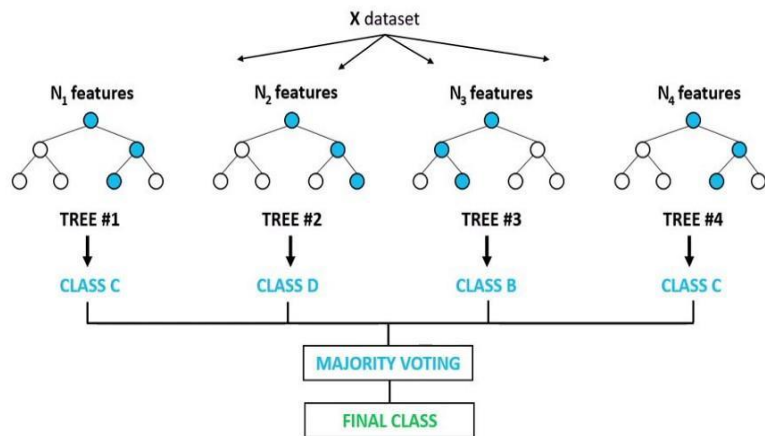 X dataset
N₁ features N₂ features N₃ features N₄ features
TREE #1 TREE #2 TREE #3 TREE #4
CLASS C CLASS D CLASS B CLASS C
MAJORITY VOTING
FINAL CLASS